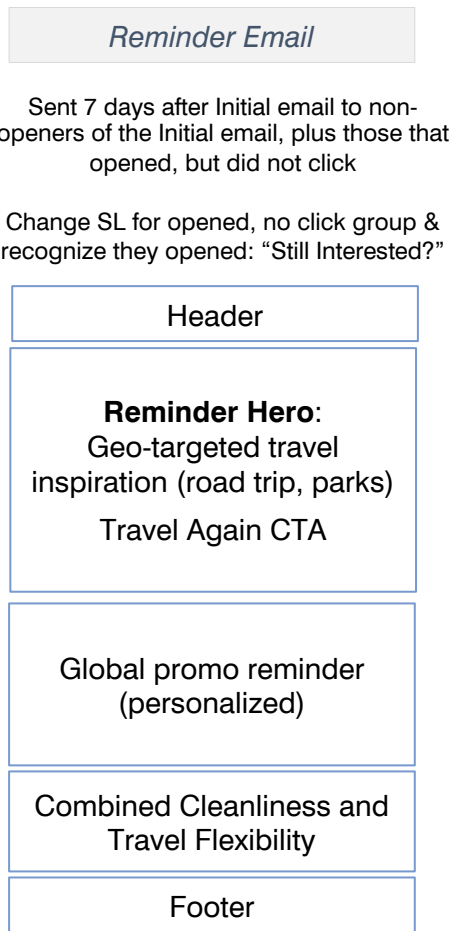 Reminder Email
Sent 7 days after Initial email to non-
openers of the Initial email, plus those that
opened, but did not click
Change SL for opened, no click group &
recognize they opened: “Still Interested?”
Header
Reminder Hero:
Geo-targeted travel
inspiration (road trip, parks)
Travel Again CTA
Global promo reminder
(personalized)
Combined Cleanliness and
Travel Flexibility
Footer